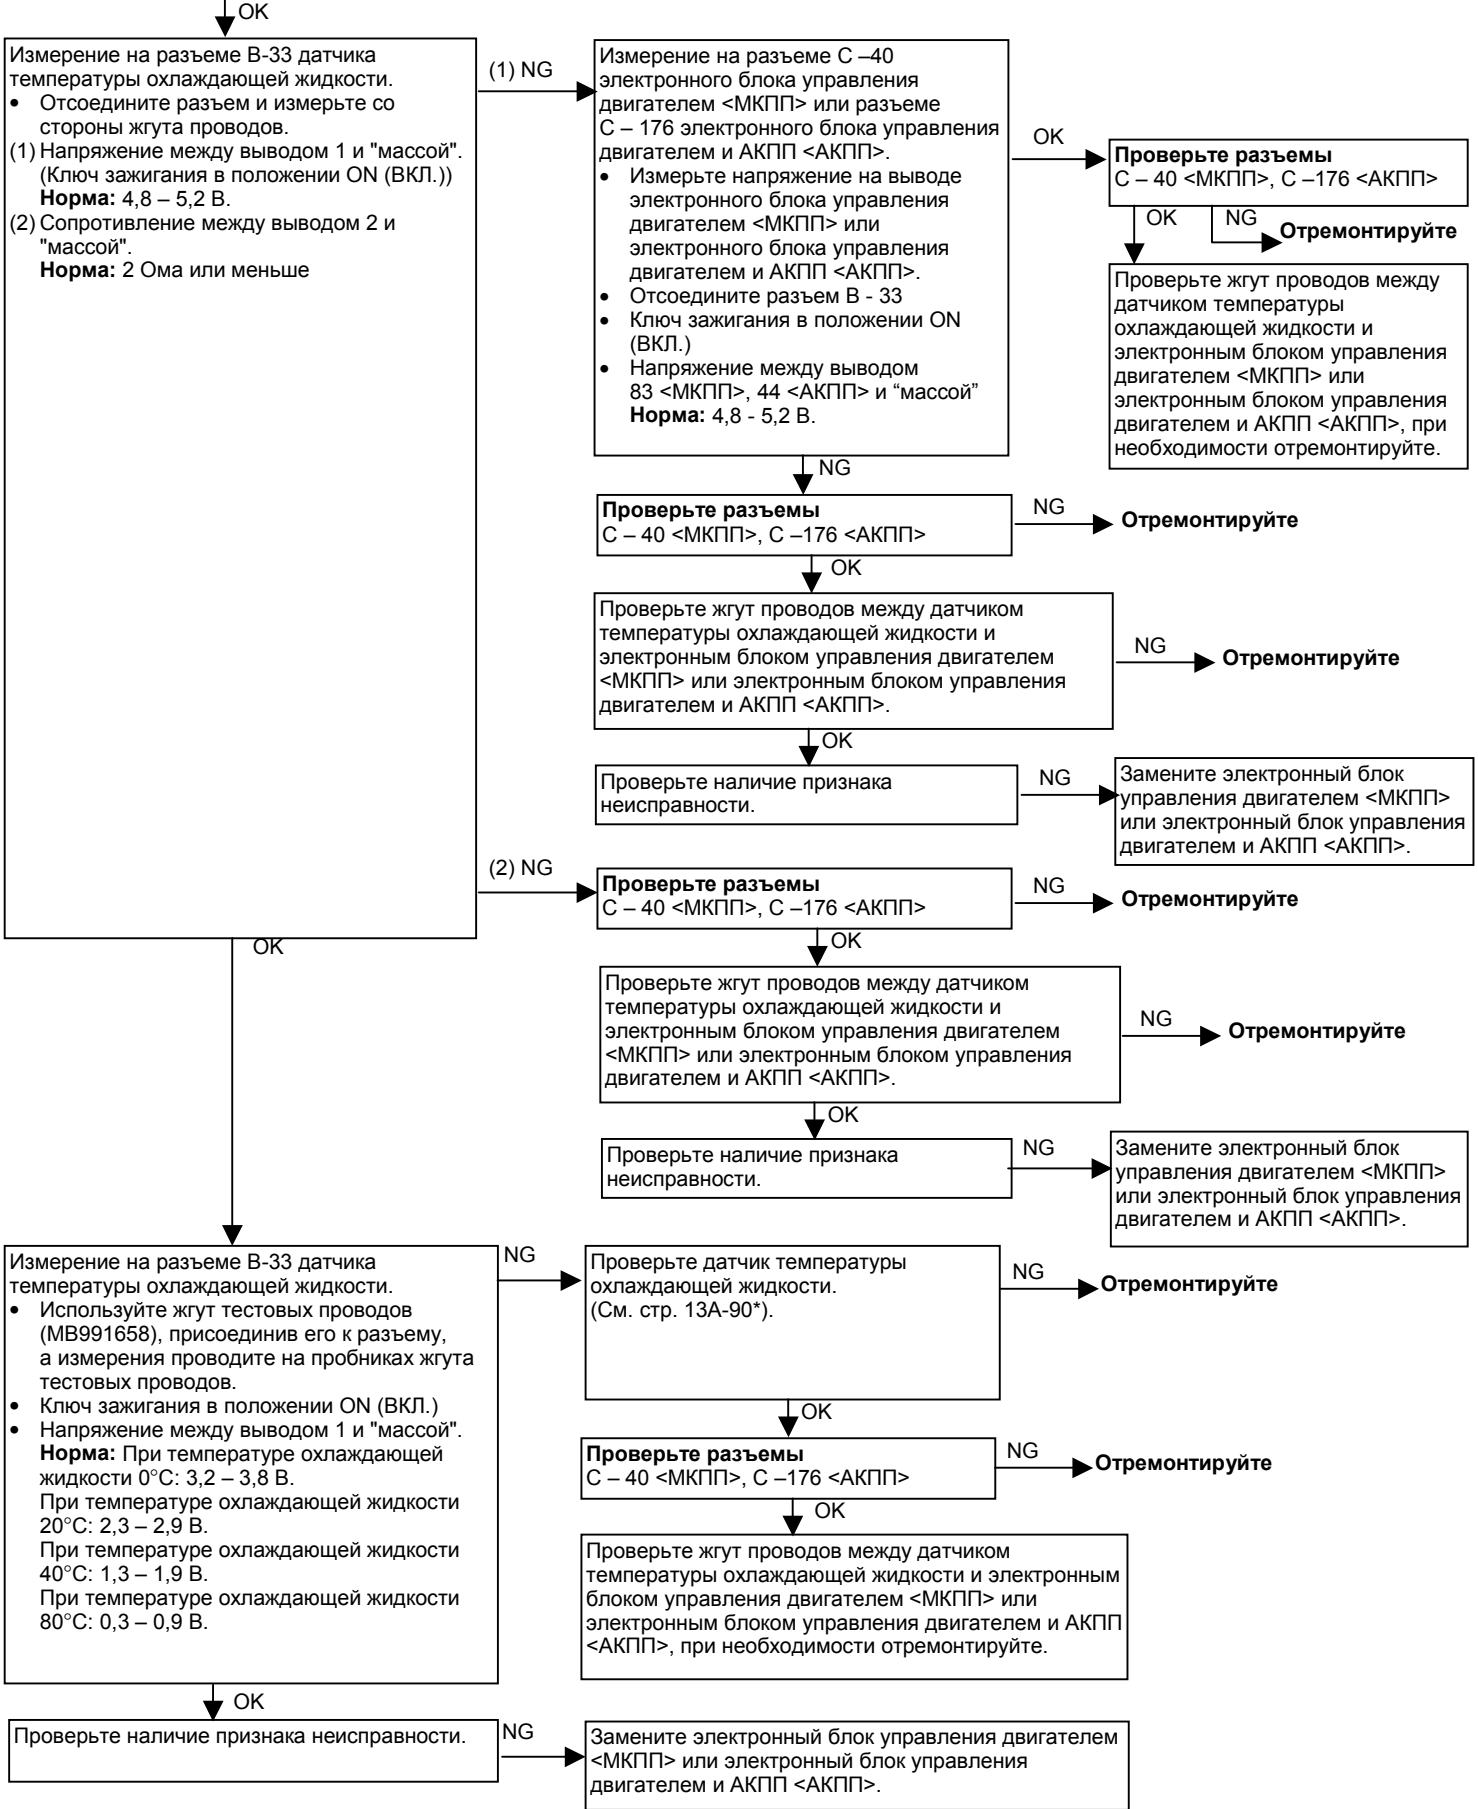 OK
Измерение на разъеме B-33 датчика
температуры охлаждающей жидкости.
• Отсоедините разъем и измерьте со
стороны жгута проводов.
(1) Напряжение между выводом 1 и "массой".
(Ключ зажигания в положении ON (ВКЛ.))
Норма: 4,8 – 5,2 В.
(2) Сопротивление между выводом 2 и
"массой".
Норма: 2 Ома или меньше
(1) NG
Измерение на разъеме C –40
электронного блока управления
двигателем <МКПП> или разъеме
C – 176 электронного блока управления
двигателем и АКПП <АКПП>.
• Измерьте напряжение на выводе
электронного блока управления
двигателем <МКПП> или
электронного блока управления
двигателем и АКПП <АКПП>.
• Отсоедините разъем B - 33
• Ключ зажигания в положении ON
(ВКЛ.)
• Напряжение между выводом
83 <МКПП>, 44 <АКПП> и “массой”
Норма: 4,8 - 5,2 В.
OK
Проверьте разъемы
C – 40 <МКПП>, C –176 <АКПП>
OK
NG
Отремонтируйте
Проверьте жгут проводов между
датчиком температуры
охлаждающей жидкости и
электронным блоком управления
двигателем <МКПП> или
электронным блоком управления
двигателем и АКПП <АКПП>, при
необходимости отремонтируйте.
NG
Проверьте разъемы
C – 40 <МКПП>, C –176 <АКПП>
NG
Отремонтируйте
OK
Проверьте жгут проводов между датчиком
температуры охлаждающей жидкости и
электронным блоком управления двигателем
<МКПП> или электронным блоком управления
двигателем и АКПП <АКПП>.
NG
Отремонтируйте
OK
Проверьте наличие признака
неисправности.
NG
Замените электронный блок
управления двигателем <МКПП>
или электронный блок управления
двигателем и АКПП <АКПП>.
(2) NG
Проверьте разъемы
C – 40 <МКПП>, C –176 <АКПП>
NG
Отремонтируйте
OK
Проверьте жгут проводов между датчиком
температуры охлаждающей жидкости и
электронным блоком управления двигателем
<МКПП> или электронным блоком управления
двигателем и АКПП <АКПП>.
NG
Отремонтируйте
OK
Проверьте наличие признака
неисправности.
NG
Замените электронный блок
управления двигателем <МКПП>
или электронный блок управления
двигателем и АКПП <АКПП>.
OK
Измерение на разъеме B-33 датчика
температуры охлаждающей жидкости.
• Используйте жгут тестовых проводов
(MB991658), присоединив его к разъему,
а измерения проводите на пробниках жгута
тестовых проводов.
• Ключ зажигания в положении ON (ВКЛ.)
• Напряжение между выводом 1 и "массой".
Норма: При температуре охлаждающей
жидкости 0°C: 3,2 – 3,8 В.
При температуре охлаждающей жидкости
20°C: 2,3 – 2,9 В.
При температуре охлаждающей жидкости
40°C: 1,3 – 1,9 В.
При температуре охлаждающей жидкости
80°C: 0,3 – 0,9 В.
NG
Проверьте датчик температуры
охлаждающей жидкости.
(См. стр. 13A-90*).
NG
Отремонтируйте
OK
Проверьте разъемы
C – 40 <МКПП>, C –176 <АКПП>
NG
Отремонтируйте
OK
Проверьте жгут проводов между датчиком
температуры охлаждающей жидкости и электронным
блоком управления двигателем <МКПП> или
электронным блоком управления двигателем и АКПП
<АКПП>, при необходимости отремонтируйте.
OK
Проверьте наличие признака неисправности.
NG
Замените электронный блок управления двигателем
<МКПП> или электронный блок управления
двигателем и АКПП <АКПП>.